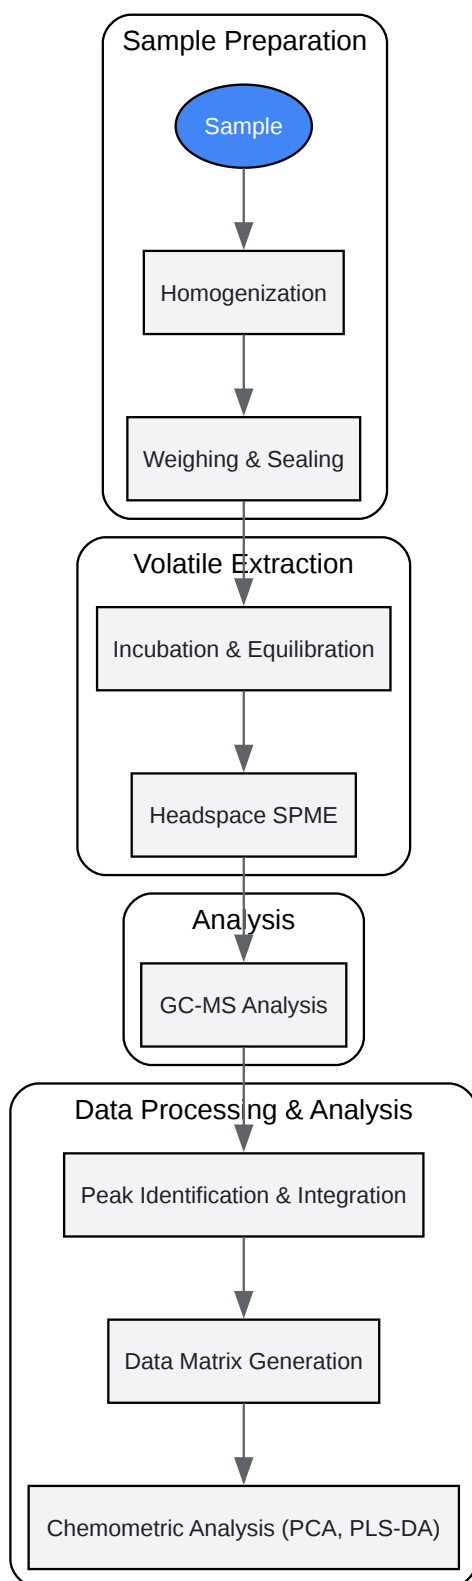 Sample Preparation
Sample
Homogenization
Weighing & Sealing
Volatile Extraction
Incubation & Equilibration
Headspace SPME
Analysis
GC-MS Analysis
Data Processing & Analysis
Peak Identification & Integration
Data Matrix Generation
Chemometric Analysis (PCA, PLS-DA)